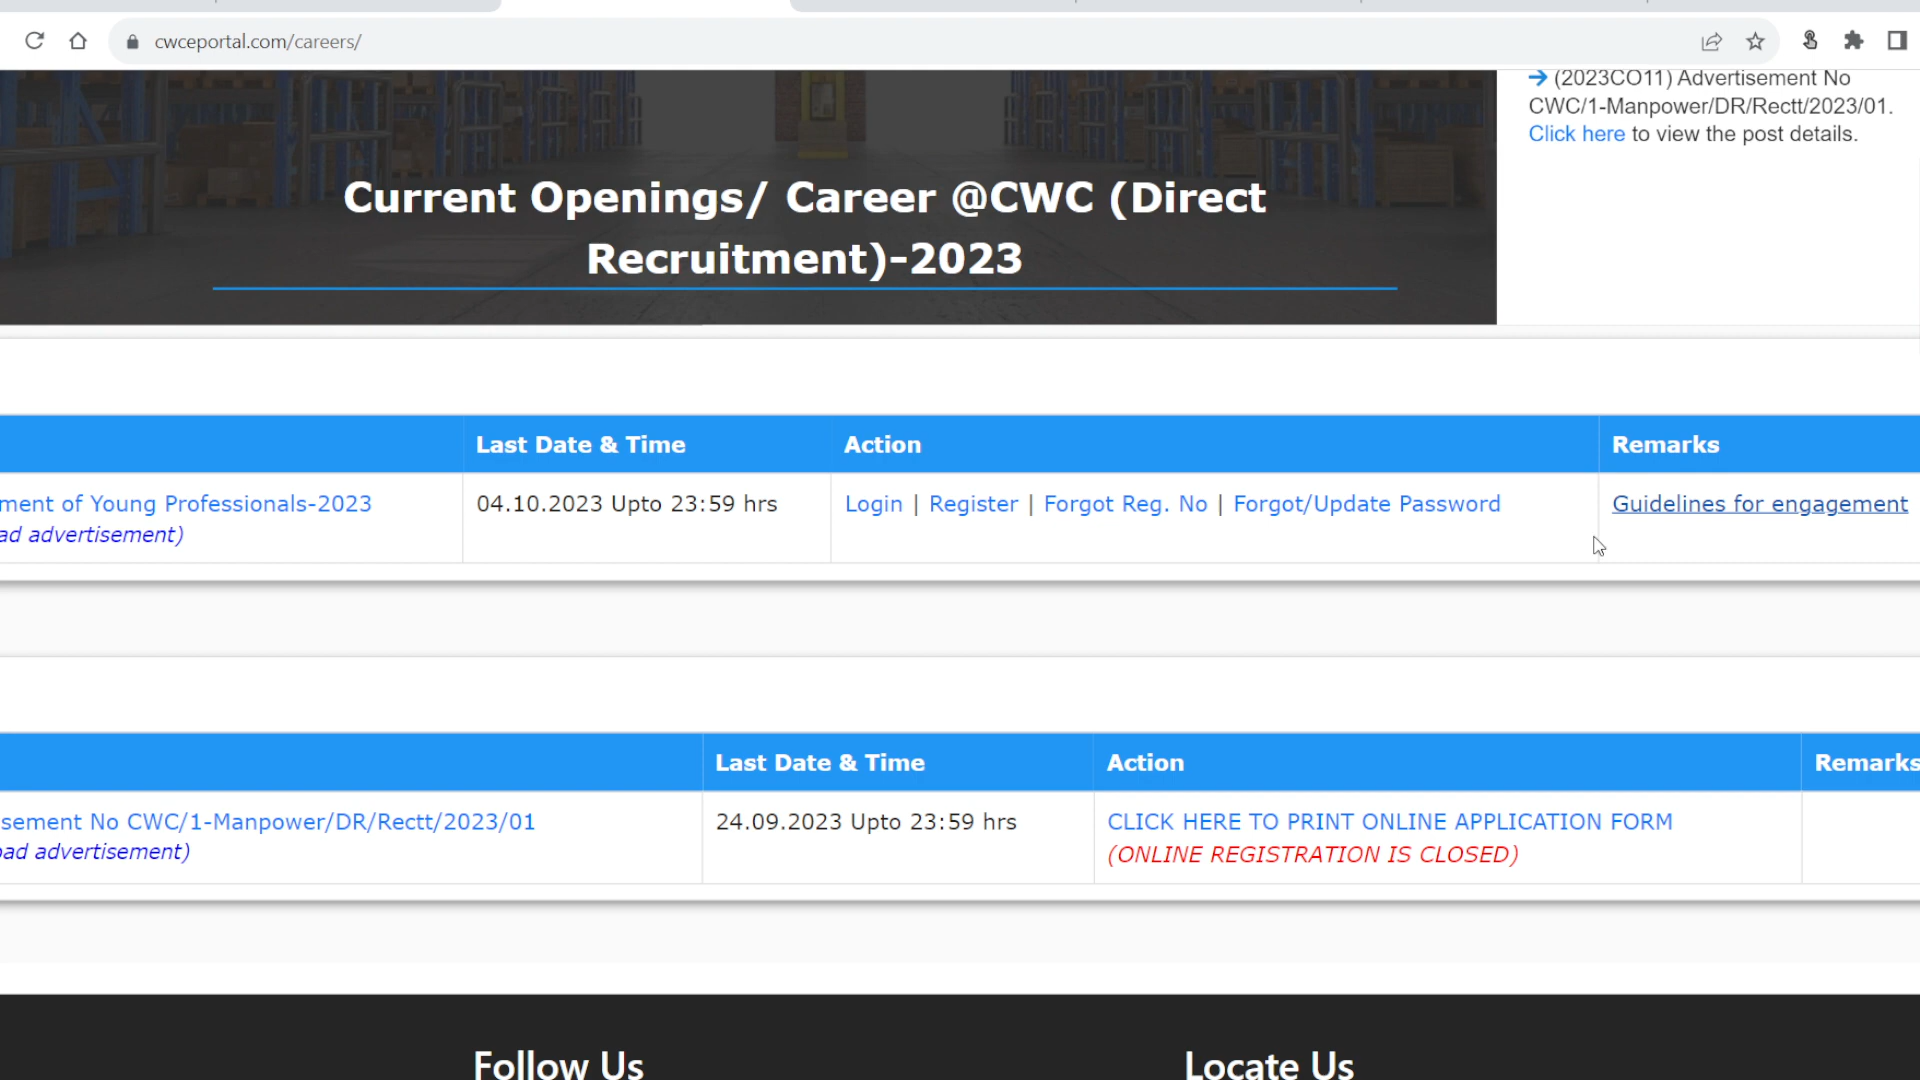 cwceportal.com/careers/
→ (2023CO11) Advertisement No
CWC/1-Manpower/DR/Rectt/2023/01.
Click here to view the post details.
Current Openings/ Career @CWC (Direct
Recruitment)-2023
Last Date & Time Action Remarks
ment of Young Professionals-2023 04.10.2023 Upto 23:59 hrs Login | Register | Forgot Reg. No | Forgot/Update Password Guidelines for engagement
ad advertisement)
Last Date & Time Action Remarks
sement No CWC/1-Manpower/DR/Rectt/2023/01 24.09.2023 Upto 23:59 hrs CLICK HERE TO PRINT ONLINE APPLICATION FORM
oad advertisement) (ONLINE REGISTRATION IS CLOSED)
Follow Us Locate Us